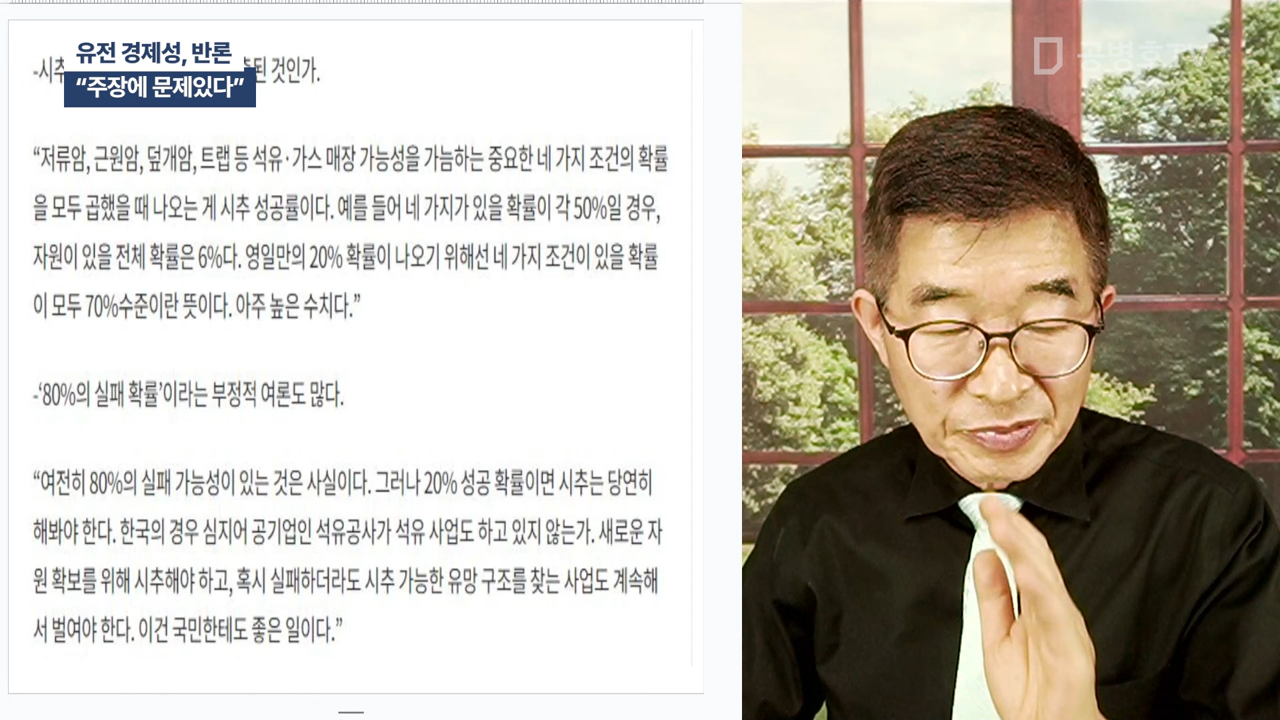 유전 경제성, 반론
“주장에 문제있다”
-시추 된 것인가.
“저류암, 근원암, 덮개암, 트랩 등 석유·가스 매장 가능성을 가늠하는 중요한 네 가지 조건의 확률
을 모두 곱했을 때 나오는 게 시추 성공률이다. 예를 들어 네 가지가 있을 확률이 각 50%일 경우,
자원이 있을 전체 확률은 6%다. 영일만의 20% 확률이 나오기 위해선 네 가지 조건이 있을 확률
이 모두 70%수준이란 뜻이다. 아주 높은 수치다.”
-‘80%의 실패 확률’이라는 부정적 여론도 많다.
“여전히 80%의 실패 가능성이 있는 것은 사실이다. 그러나 20% 성공 확률이면 시추는 당연히
해봐야 한다. 한국의 경우 심지어 공기업인 석유공사가 석유 사업도 하고 있지 않는가. 새로운 자
원 확보를 위해 시추해야 하고, 혹시 실패하더라도 시추 가능한 유망 구조를 찾는 사업도 계속해
서 벌여야 한다. 이건 국민한테도 좋은 일이다.”
공병호TV